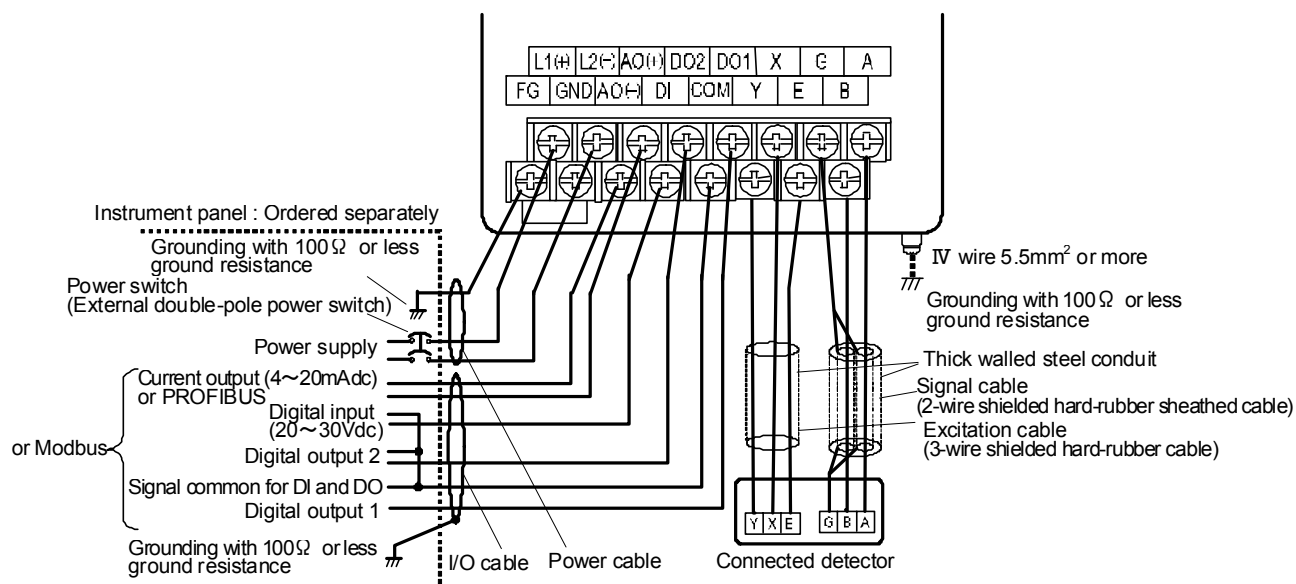 L1(+) L2(-) AO(+) DO2 DO1 X G A
FG GND AO(-) DI COM Y E B
Instrument panel : Ordered separately
Grounding with 100Ω or less
ground resistance
Power switch
(External double-pole power switch)
Power supply
Current output (4～20mAdc)
or PROFIBUS
Digital input
(20～30Vdc)
or Modbus
Digital output 2
Signal common for DI and DO
Digital output 1
Grounding with 100Ω or less
ground resistance
I/O cable
Power cable
IV wire 5.5mm² or more
Grounding with 100Ω or less
ground resistance
Thick walled steel conduit
Signal cable
(2-wire shielded hard-rubber sheathed cable)
Excitation cable
(3-wire shielded hard-rubber cable)
Y X E G B A
Connected detector